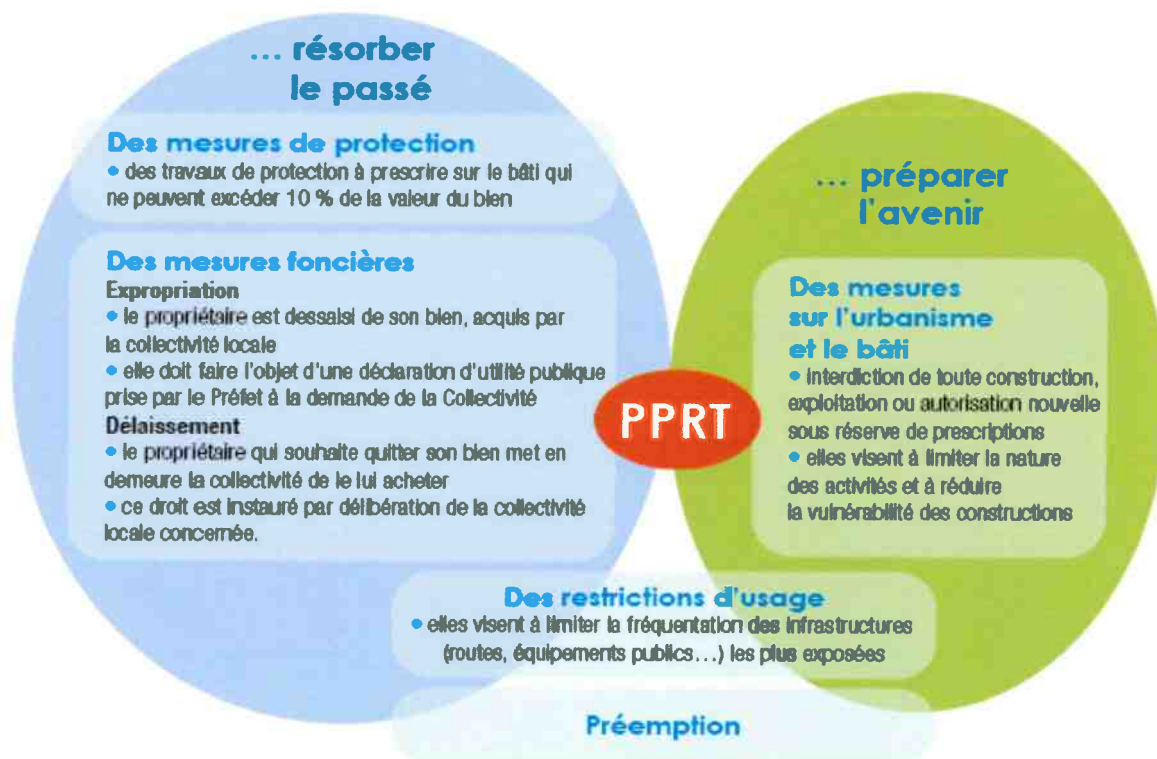 ... résorber
le passé
Des mesures de protection
• des travaux de protection à prescrire sur le bâti qui
ne peuvent excéder 10 % de la valeur du bien
Des mesures foncières
Expropriation
• le propriétaire est dessaisi de son bien, acquis par
la collectivité locale
• elle doit faire l'objet d'une déclaration d'utilité publique
prise par le Préfet à la demande de la Collectivité
Délaissement
• le propriétaire qui souhaite quitter son bien met en
demeure la collectivité de le lui acheter
• ce droit est instauré par délibération de la collectivité
locale concernée.
PPRT
... préparer
l'avenir
Des mesures
sur l'urbanisme
et le bâti
• interdiction de toute construction,
exploitation ou autorisation nouvelle
sous réserve de prescriptions
• elles visent à limiter la nature
des activités et à réduire
la vulnérabilité des constructions
Des restrictions d'usage
• elles visent à limiter la fréquentation des infrastructures
(routes, équipements publics...) les plus exposées
Préemption